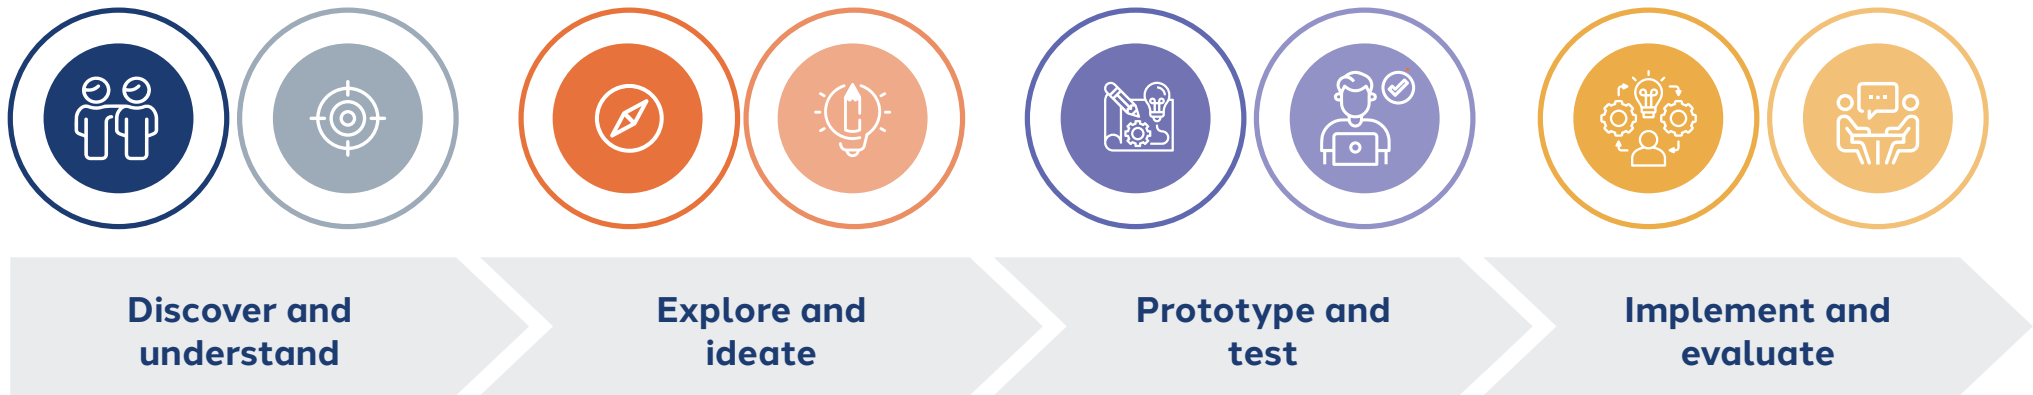 Discover and
understand
Explore and
ideate
Prototype and
test
Implement and
evaluate